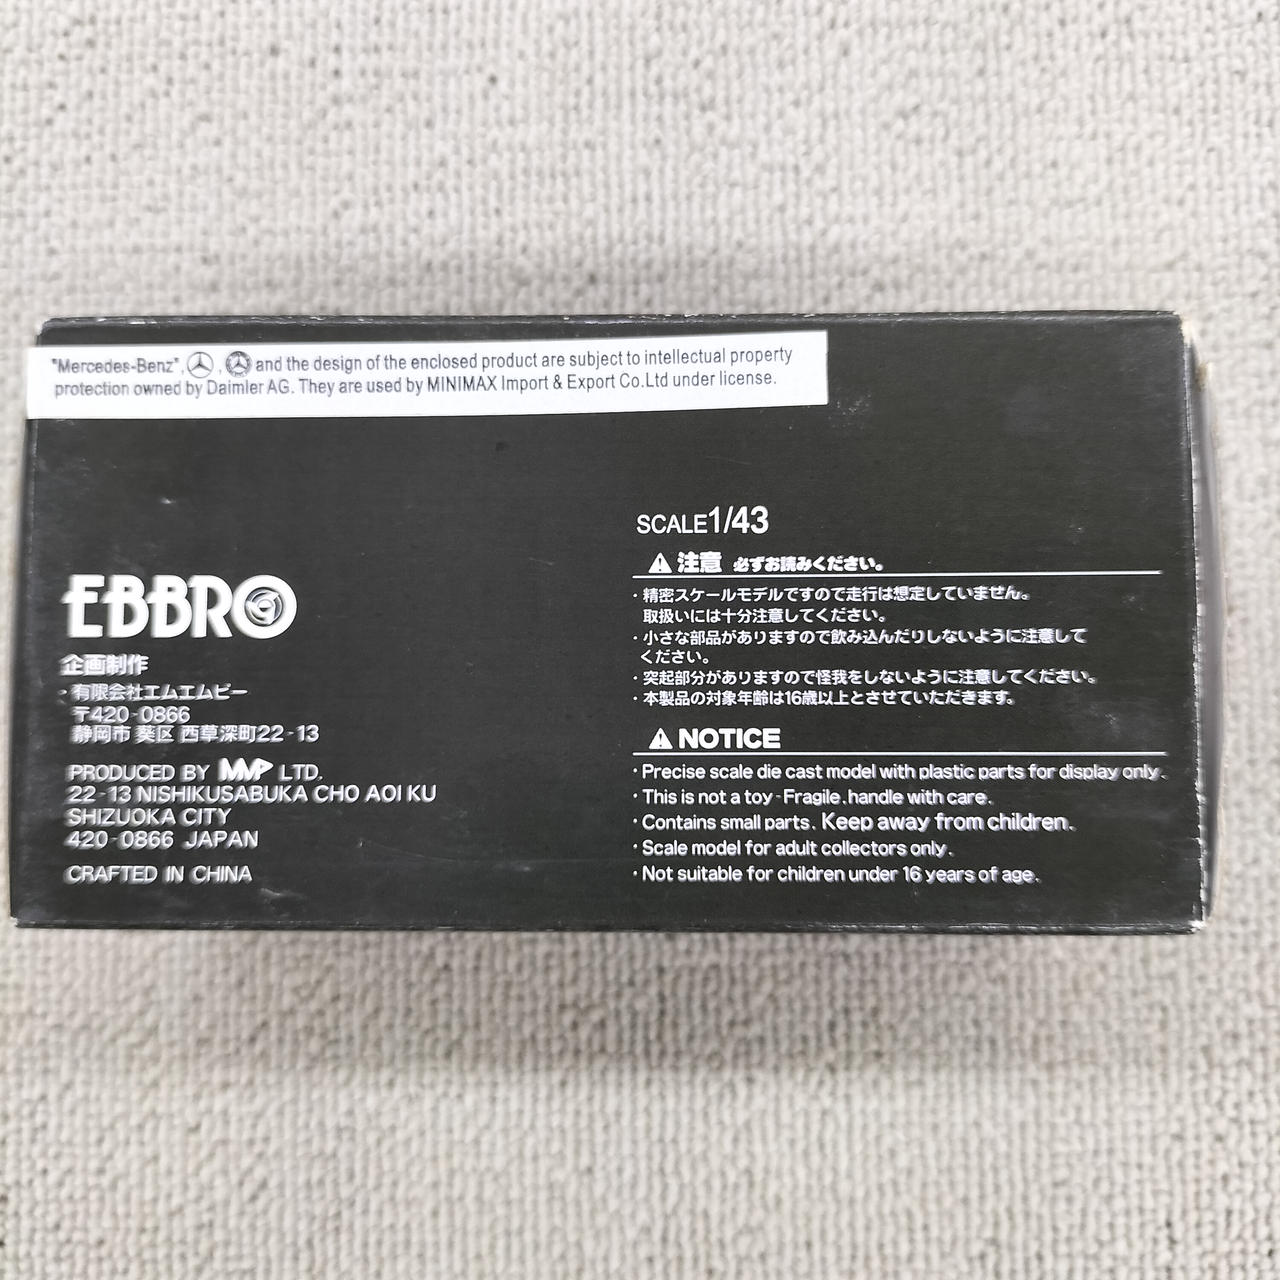 "Mercedes-Benz", , and the design of the enclosed product are subject to intellectual property
protection owned by Daimler AG. They are used by MINIMAX Import & Export Co.Ltd under license.
EBBRO
企画制作
・有限会社エムエムピー
〒420-0866
静岡市 葵区 西草深町22-13
PRODUCED BY MMP LTD.
22-13 NISHIKUSABUKA CHO AOI KU
SHIZUOKA CITY
420-0866 JAPAN
CRAFTED IN CHINA
SCALE1/43
注意 必ずお読みください。
・精密スケールモデルですので走行は想定していません。
取扱いには十分注意してください。
・小さな部品がありますので飲み込んだりしないように注意して
ください。
・突起部分がありますので怪我をしないように注意してください。
・本製品の対象年齢は16歳以上とさせていただきます。
NOTICE
・Precise scale die cast model with plastic parts for display only.
・This is not a toy-Fragile.handle with care.
・Contains small parts. Keep away from children.
・Scale model for adult collectors only.
・Not suitable for children under 16 years of age.